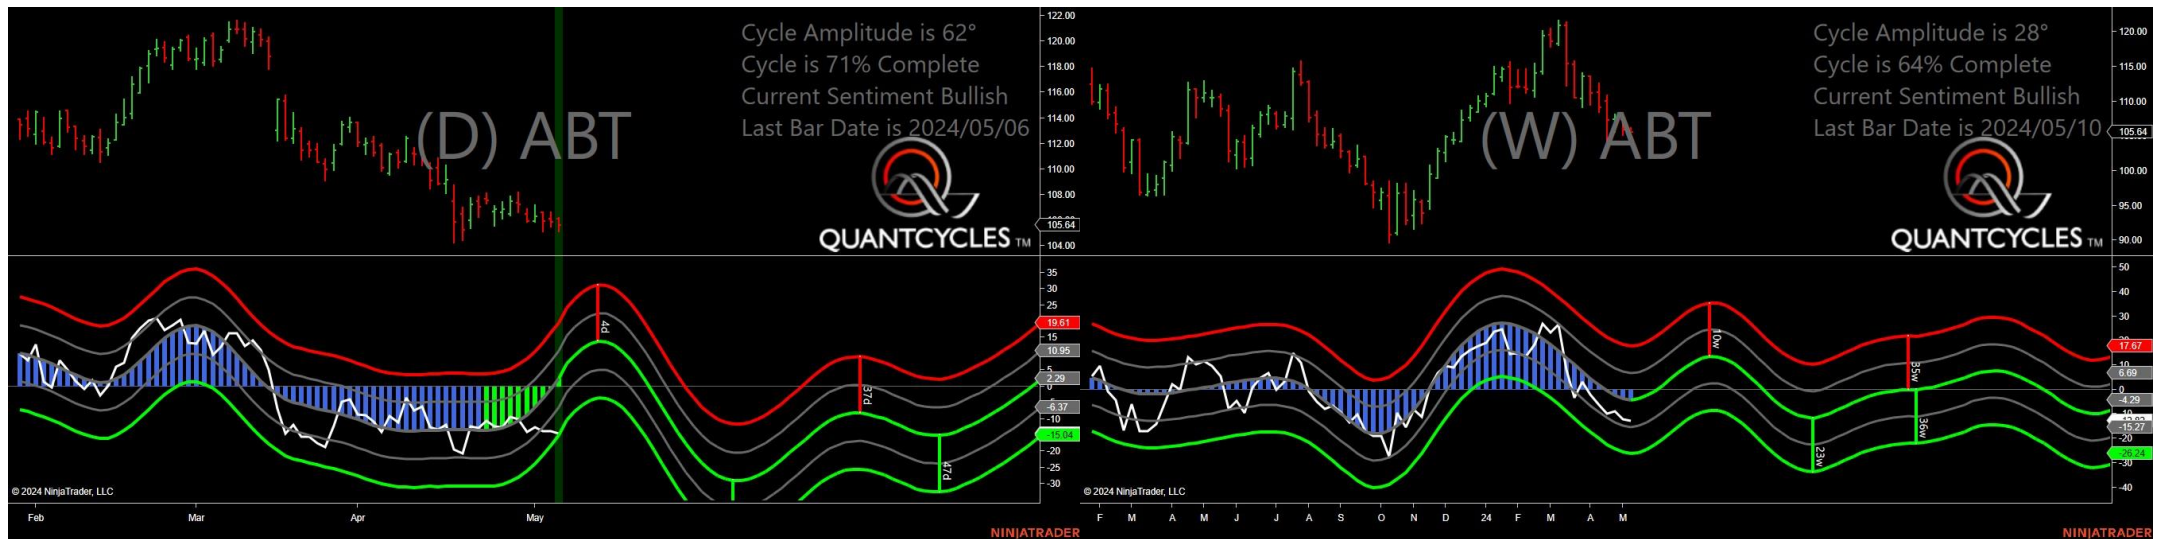 (D) ABT
Cycle Amplitude is 62°
Cycle is 71% Complete
Current Sentiment Bullish
Last Bar Date is 2024/05/06
QUANTCYCLES TM
122.00
120.00
118.00
116.00
114.00
112.00
110.00
108.00
105.64
104.00
35
30
25
19.61
15
10.95
5
2.29
0
-6.37
-10
-15.04
-20
-25
-30
4d
37d
47d
© 2024 NinjaTrader, LLC
Feb
Mar
Apr
May
NINJATRADER
(W) ABT
Cycle Amplitude is 28°
Cycle is 64% Complete
Current Sentiment Bullish
Last Bar Date is 2024/05/10
QUANTCYCLES TM
120.00
115.00
110.00
105.64
100.00
95.00
90.00
50
40
30
17.67
10
6.69
0
-4.29
-15.27
-20
-26.24
-30
-40
10w
35w
23w
36w
© 2024 NinjaTrader, LLC
F M A M J J A S O N D 24 F M A M
NINJATRADER